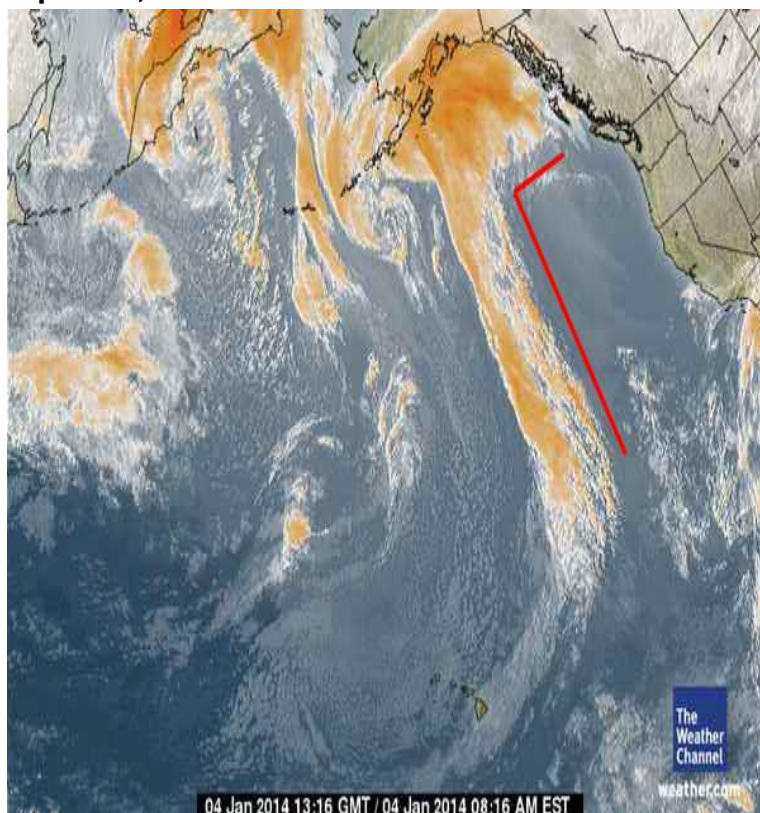 The
Weather
Channel
weather.com
04 Jan 2014 13:16 GMT / 04 Jan 2014 08:16 AM EST